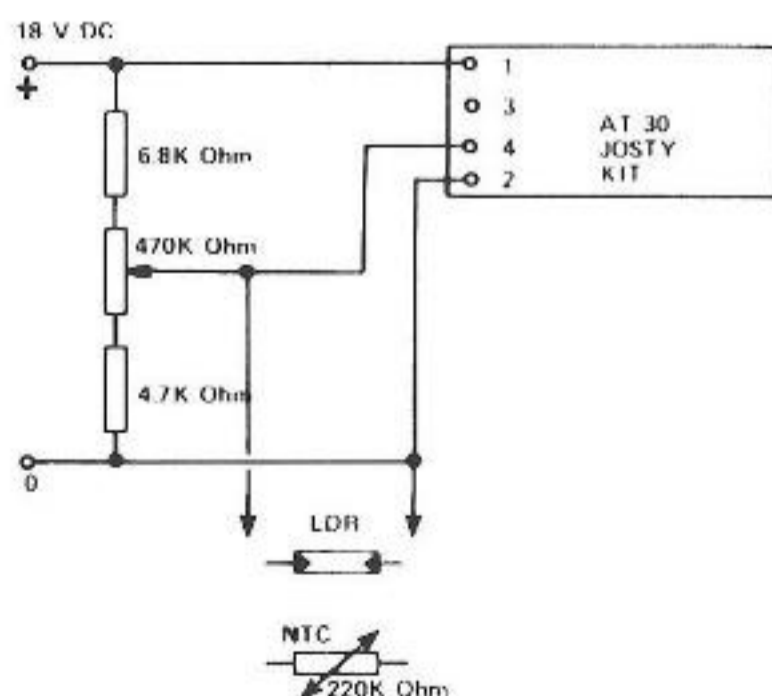 18 V DC
+
1
3
AT 30
4
JOSTY
2
KIT
6.8K Ohm
470K Ohm
4.7K Ohm
0
LDR
NTC
220K Ohm